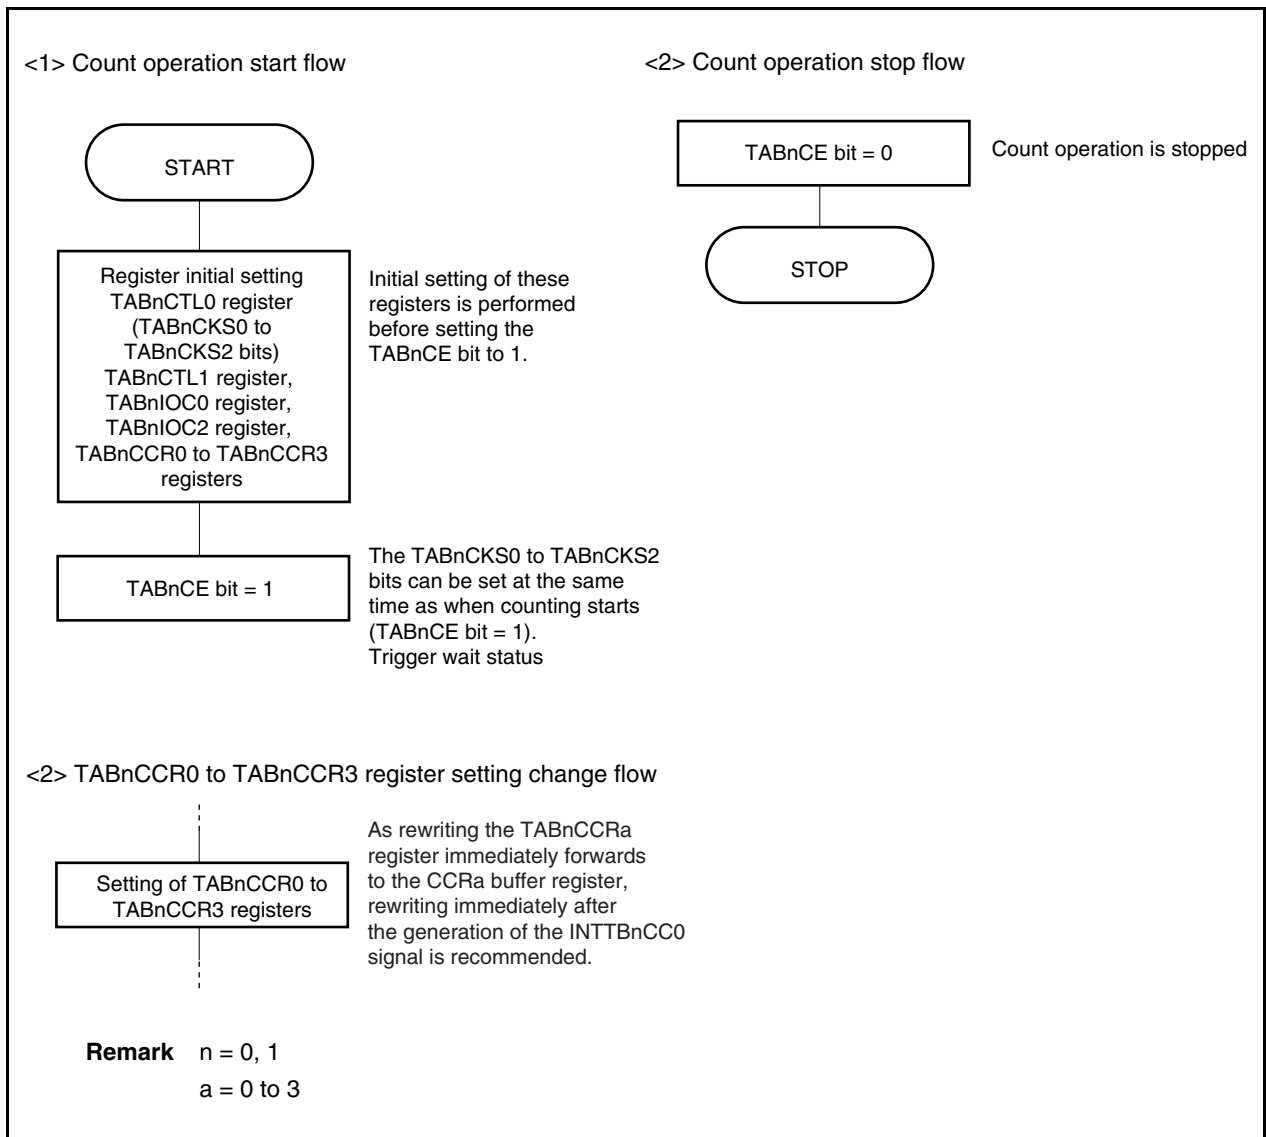 <1> Count operation start flow
START
Register initial setting
TABnCTL0 register
(TABnCKS0 to
TABnCKS2 bits)
TABnCTL1 register,
TABnIOC0 register,
TABnIOC2 register,
TABnCCR0 to TABnCCR3
registers
Initial setting of these
registers is performed
before setting the
TABnCE bit to 1.
TABnCE bit = 1
The TABnCKS0 to TABnCKS2
bits can be set at the same
time as when counting starts
(TABnCE bit = 1).
Trigger wait status
<2> Count operation stop flow
TABnCE bit = 0
Count operation is stopped
STOP
<2> TABnCCR0 to TABnCCR3 register setting change flow
Setting of TABnCCR0 to
TABnCCR3 registers
As rewriting the TABnCCRa
register immediately forwards
to the CCRa buffer register,
rewriting immediately after
the generation of the INTTBnCC0
signal is recommended.
Remark n = 0, 1
a = 0 to 3